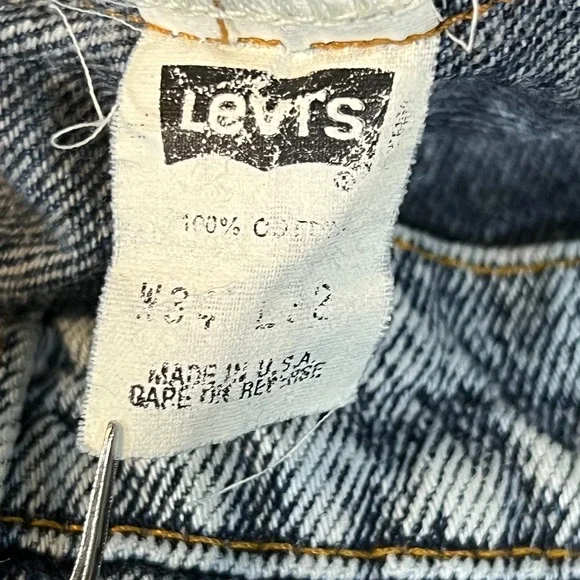 Levi's
®
100% COTTON
W34 L32
MADE IN U.S.A.
CARE ON REVERSE